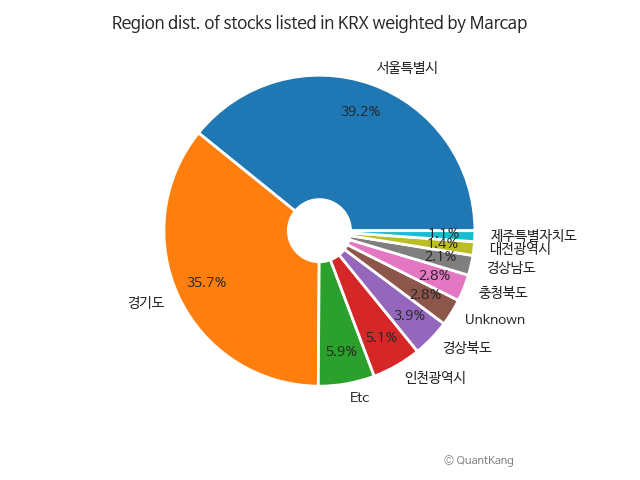 Region dist. of stocks listed in KRX weighted by Marcap
서울특별시
39.2%
경기도
35.7%
Etc
5.9%
인천광역시
5.1%
경상북도
3.9%
Unknown
2.8%
충청북도
2.8%
경상남도
2.1%
대전광역시
1.4%
제주특별자치도
1.1%
© QuantKang